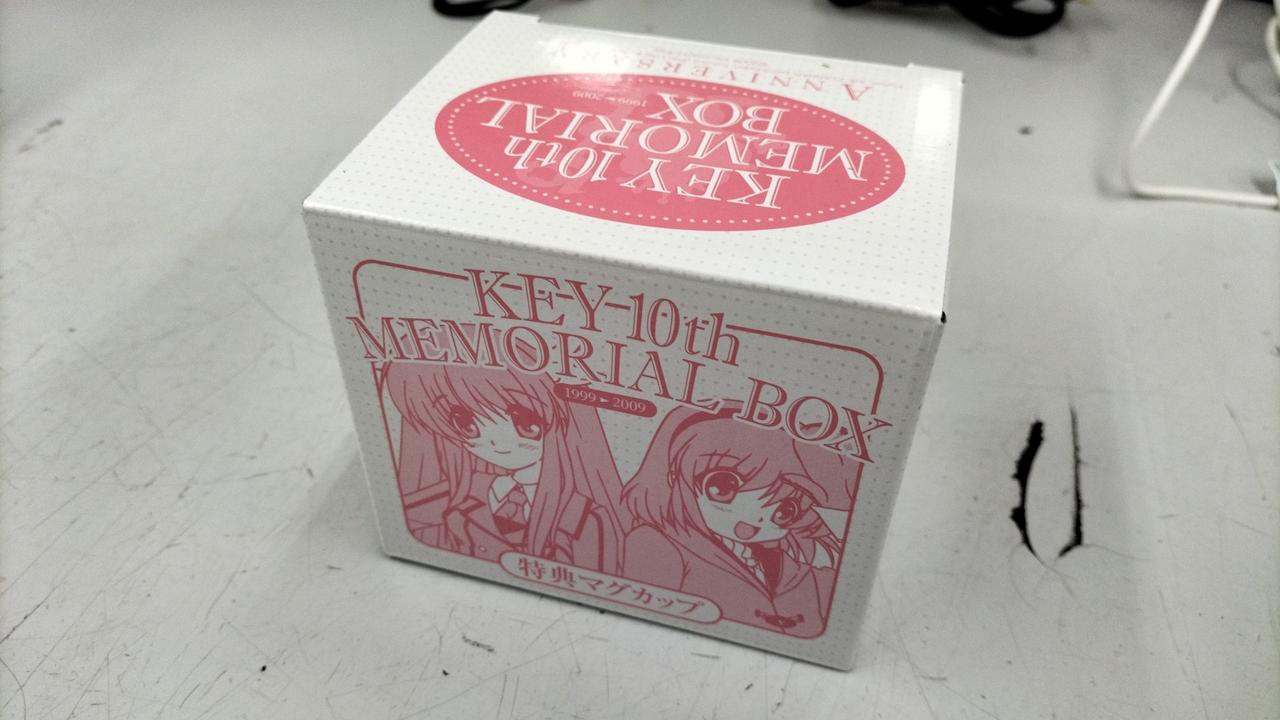 ANNIVERSARY
KEY 10th
MEMORIAL
BOX
1999▸2009
KEY 10th
MEMORIAL BOX
1999▸2009
特典マグカップ